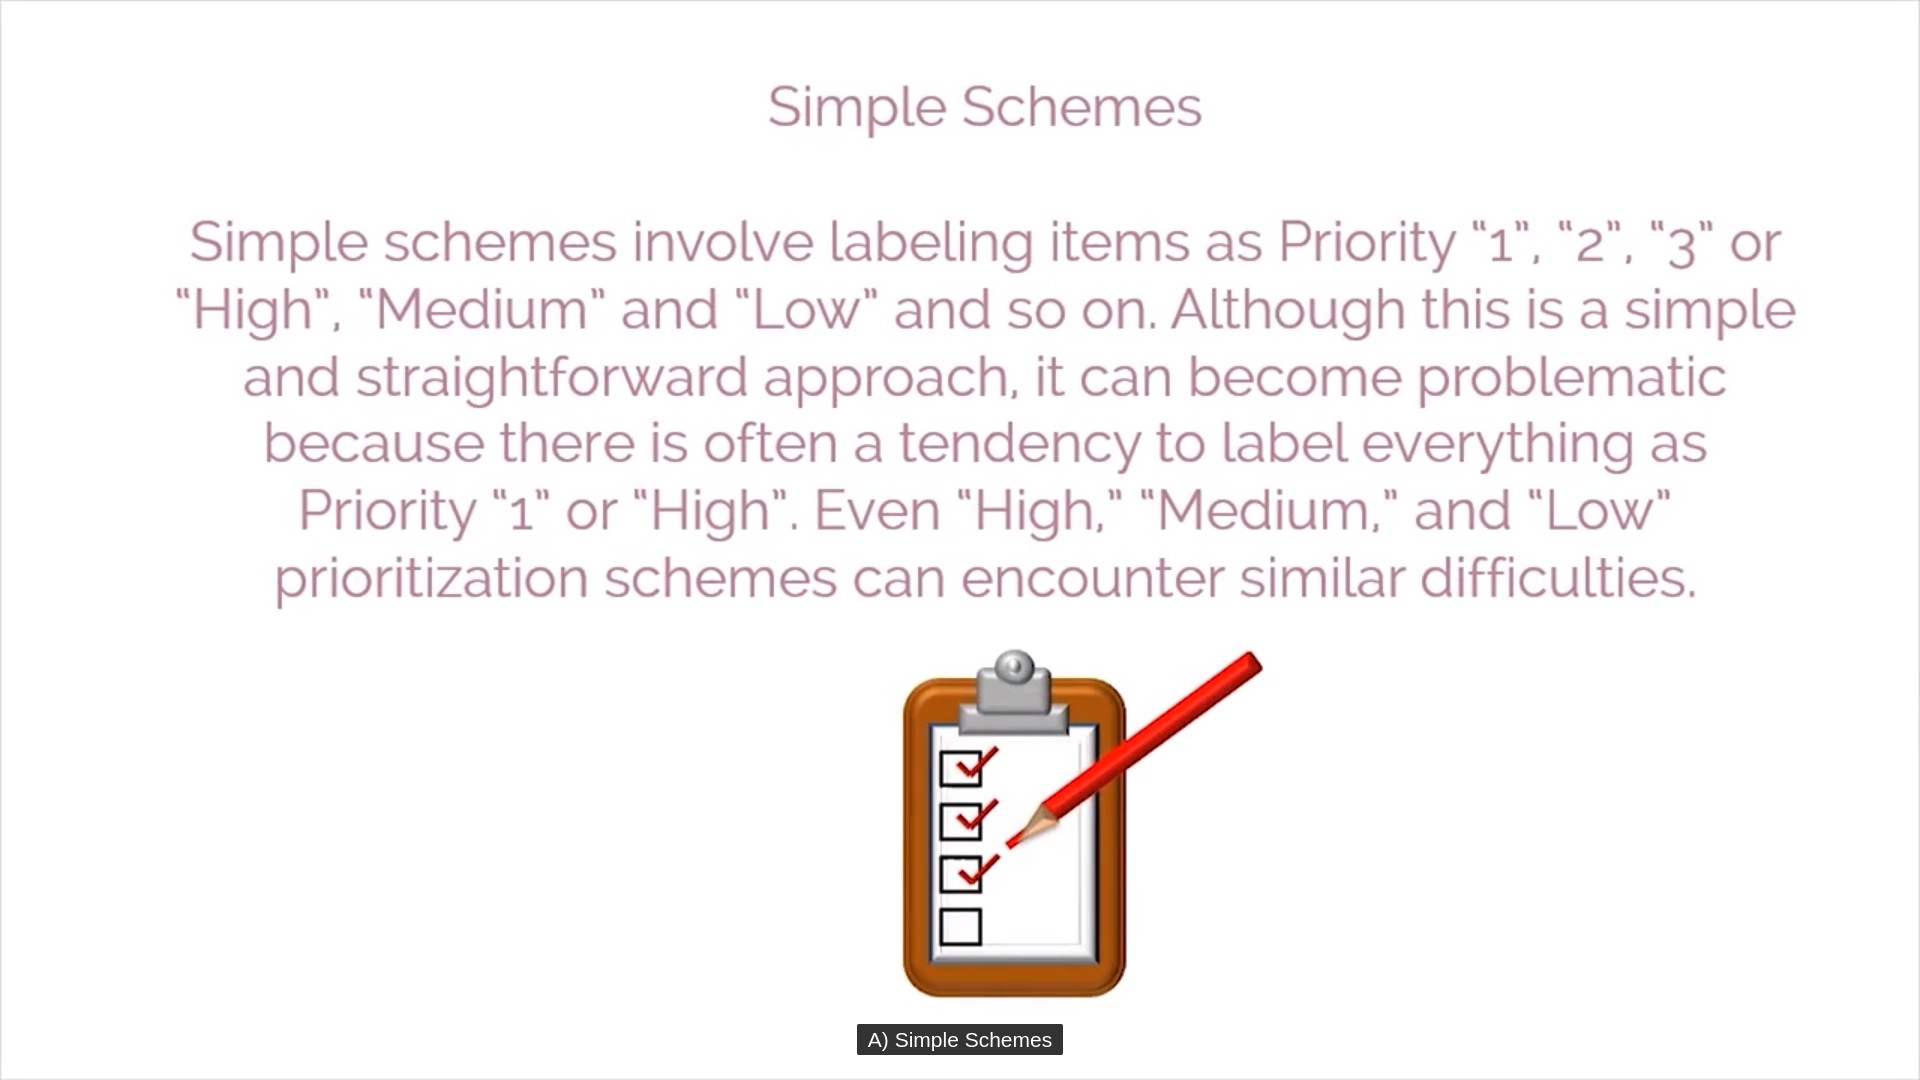 Simple Schemes
Simple schemes involve labeling items as Priority “1”, “2”, “3” or
“High”, “Medium” and “Low” and so on. Although this is a simple
and straightforward approach, it can become problematic
because there is often a tendency to label everything as
Priority “1” or “High”. Even “High,” “Medium,” and “Low”
prioritization schemes can encounter similar difficulties.
A) Simple Schemes